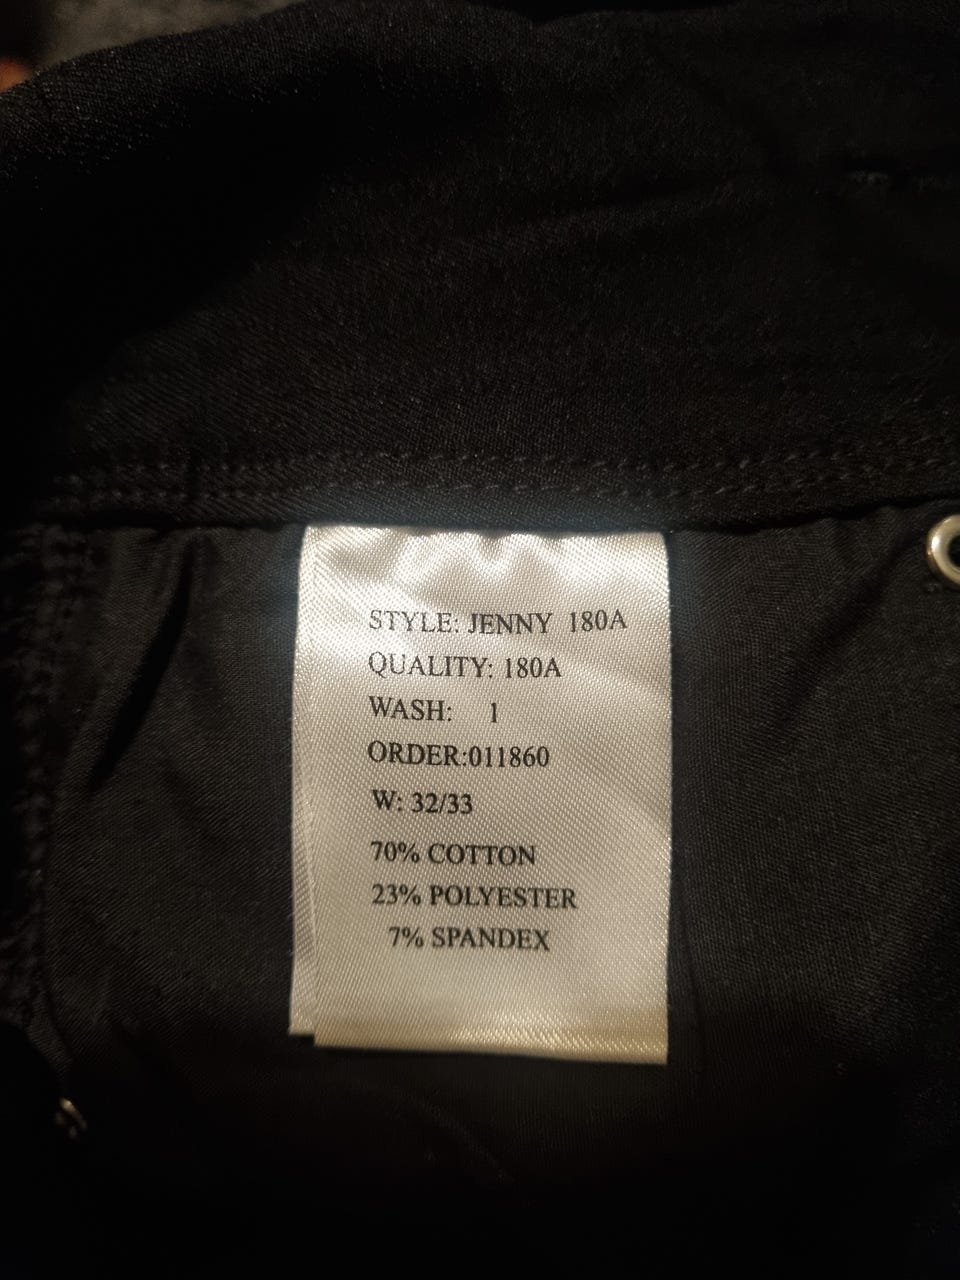 STYLE: JENNY 180A
QUALITY: 180A
WASH: 1
ORDER:011860
W: 32/33
70% COTTON
23% POLYESTER
7% SPANDEX